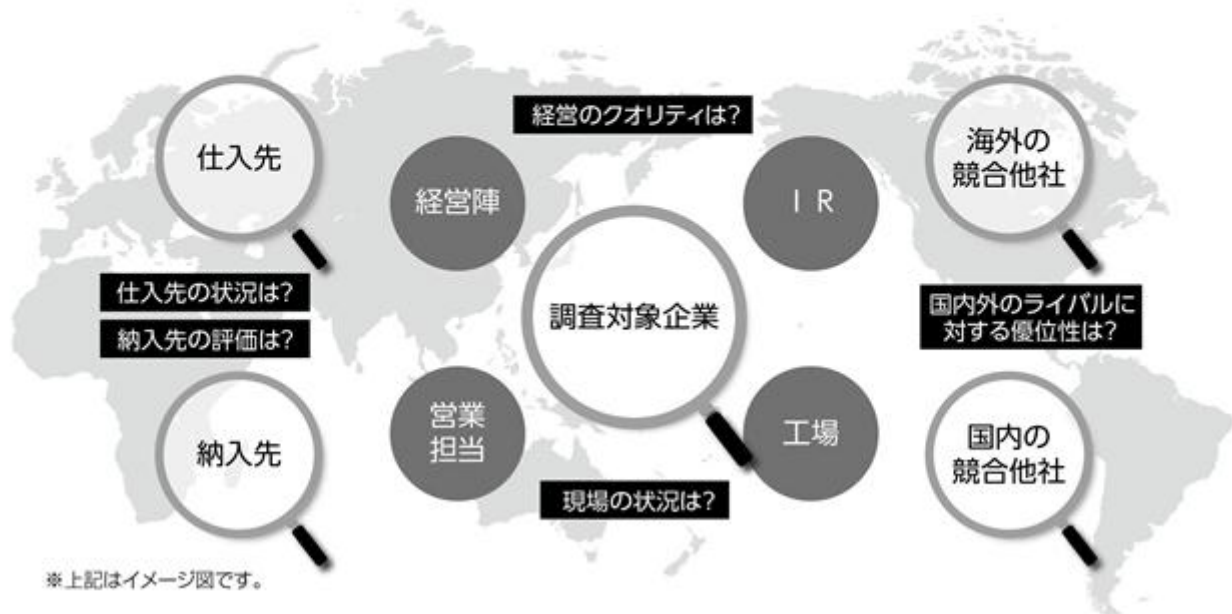 経営のクオリティは?
仕入先
経営陣
I R
海外の
競合他社
調査対象企業
仕入先の状況は?
納入先の評価は?
国内外のライバルに
対する優位性は?
納入先
営業
担当
工場
国内の
競合他社
現場の状況は?
※上記はイメージ図です。